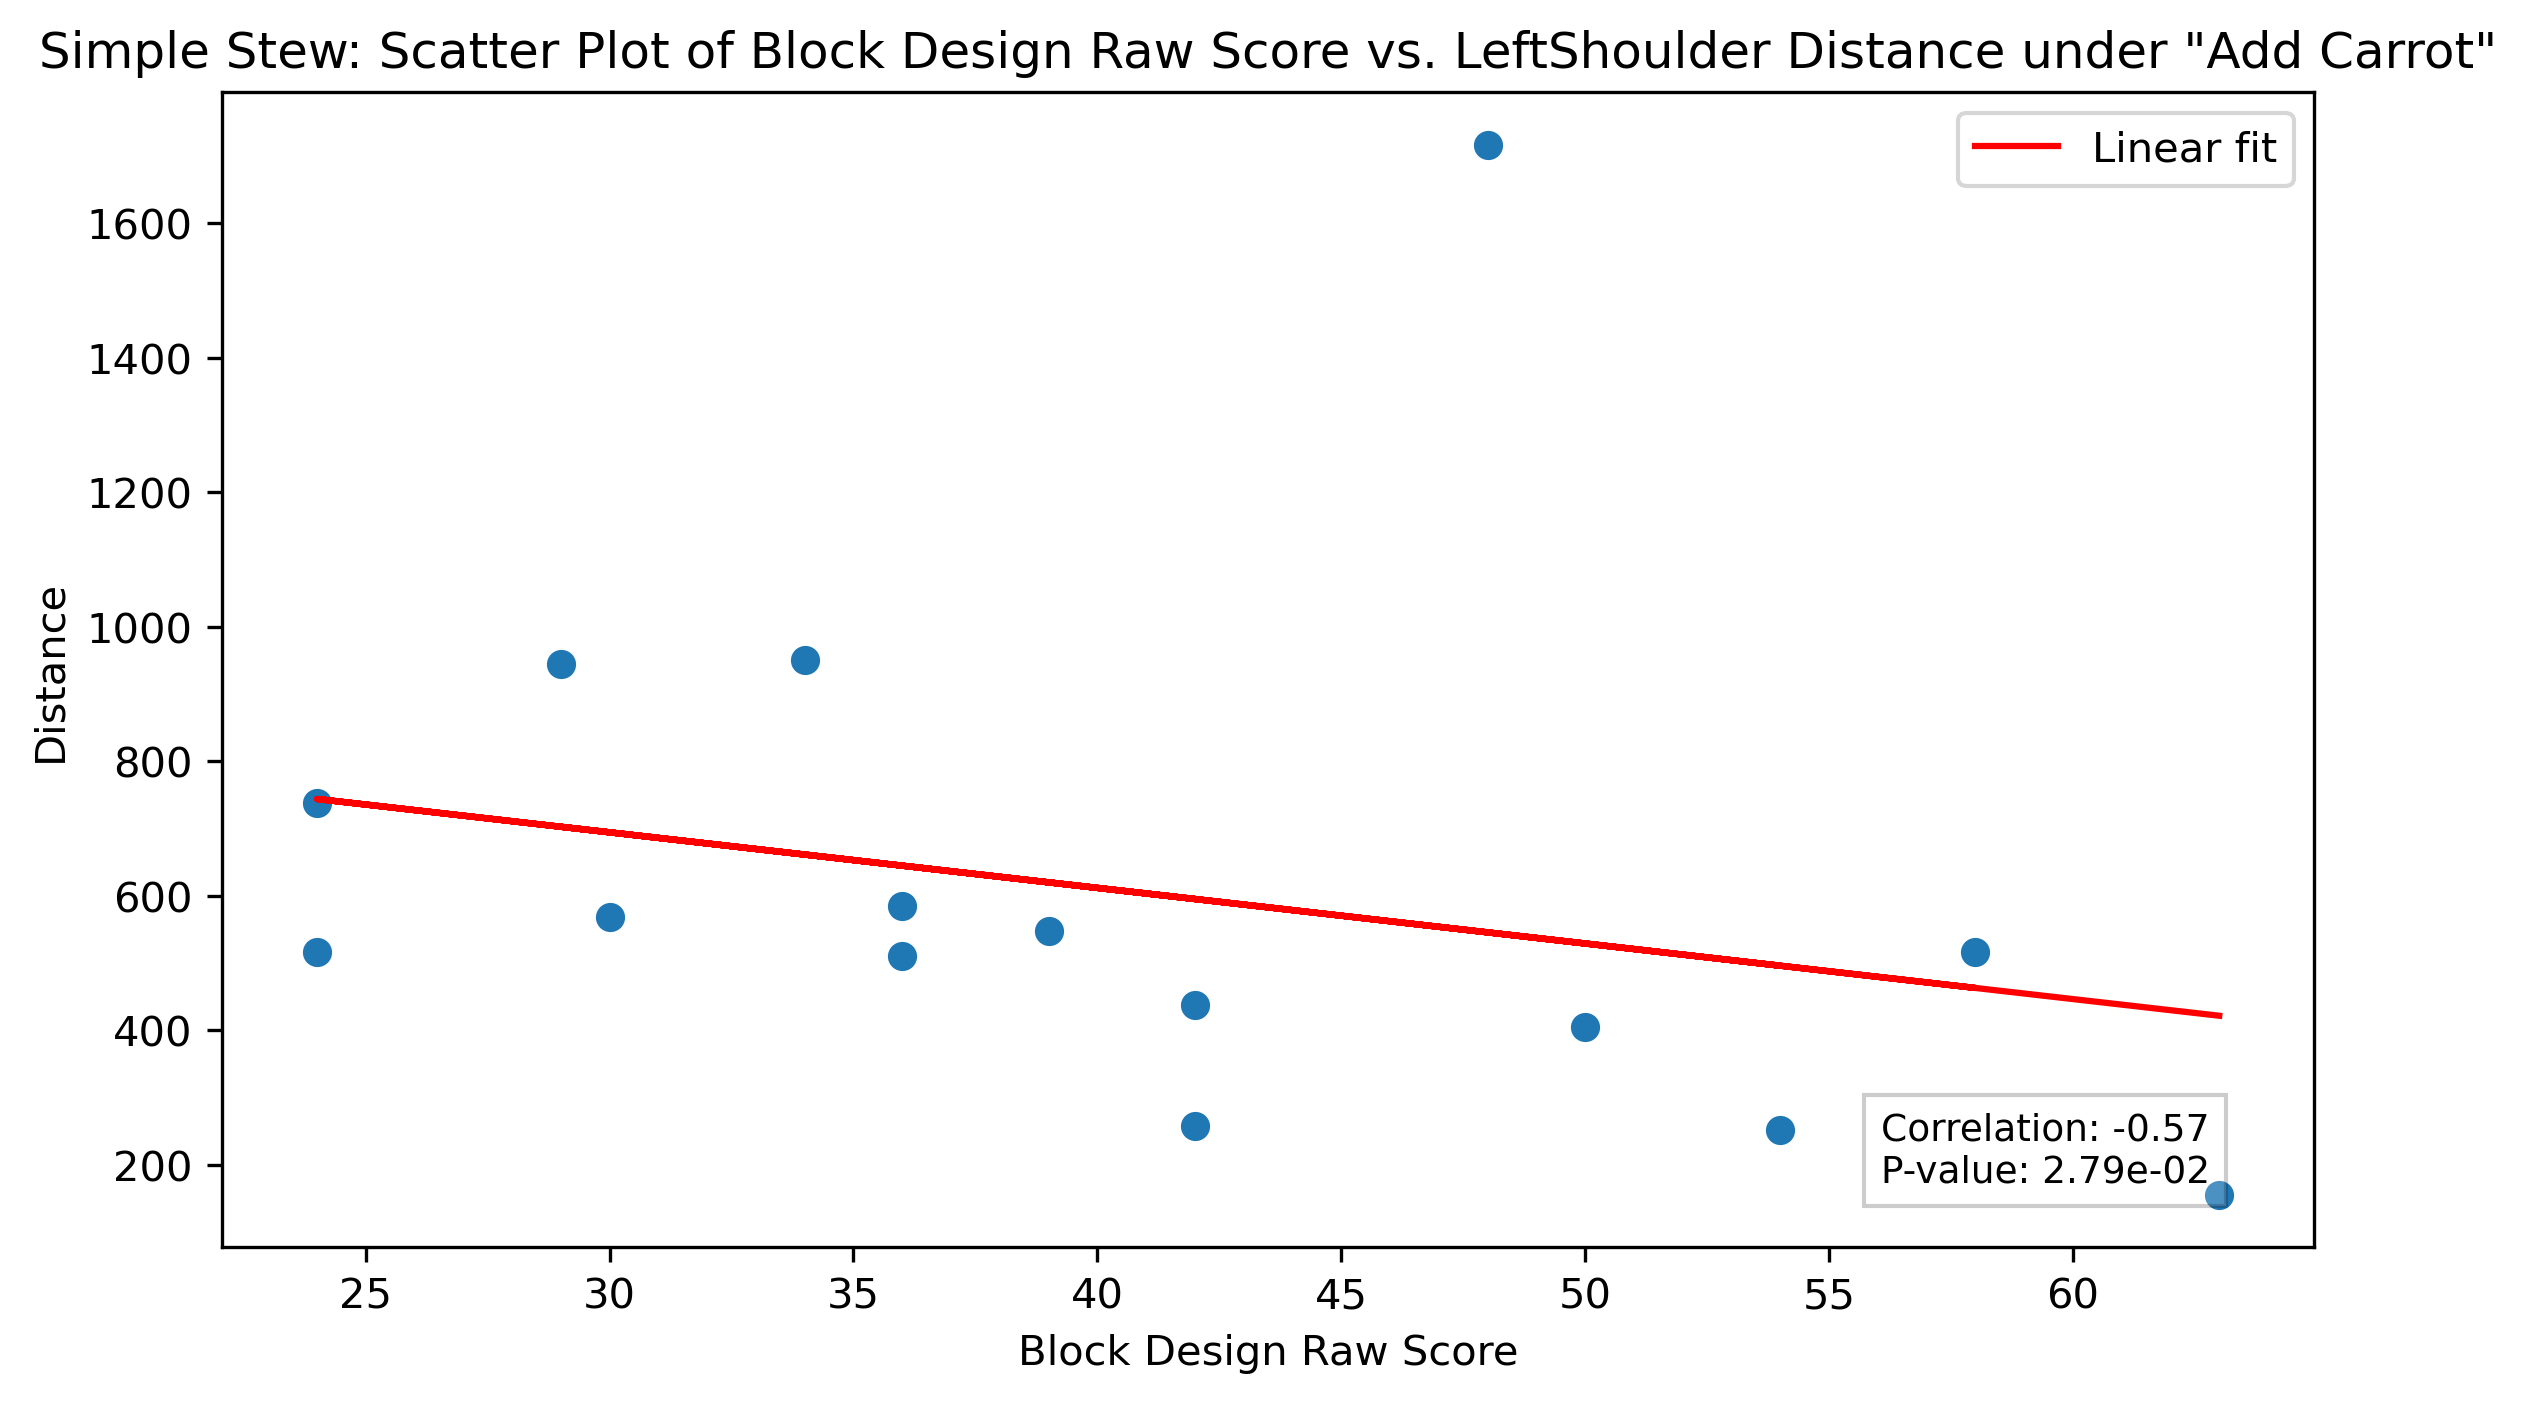 Simple Stew: Scatter Plot of Block Design Raw Score vs. LeftShoulder Distance under "Add Carrot"
Linear fit
1600
1400
1200
1000
800
600
400
200
Distance
Correlation: -0.57
P-value: 2.79e-02
25 30 35 40 45 50 55 60
Block Design Raw Score